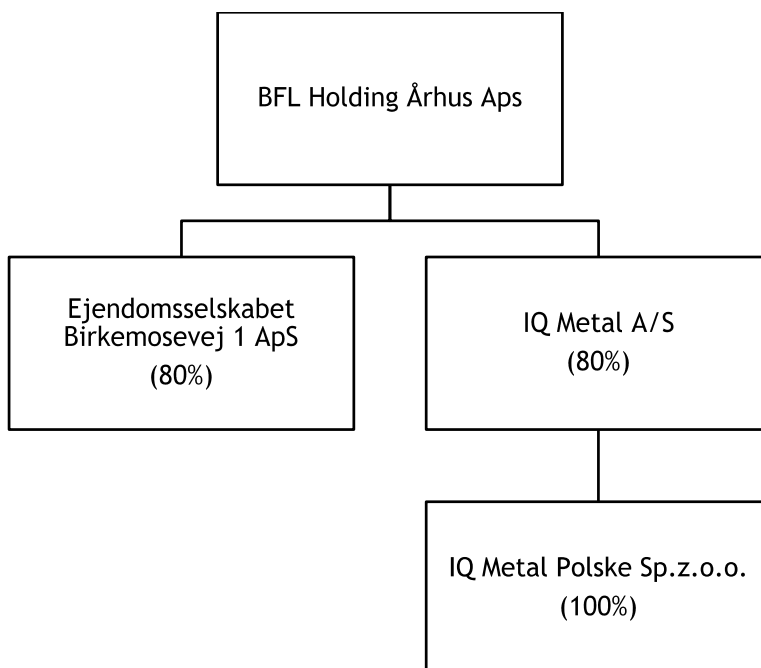 BFL Holding Århus Aps
Ejendomsselskabet
Birkemosevej 1 ApS
(80%)
IQ Metal A/S
(80%)
IQ Metal Polske Sp.z.o.o.
(100%)